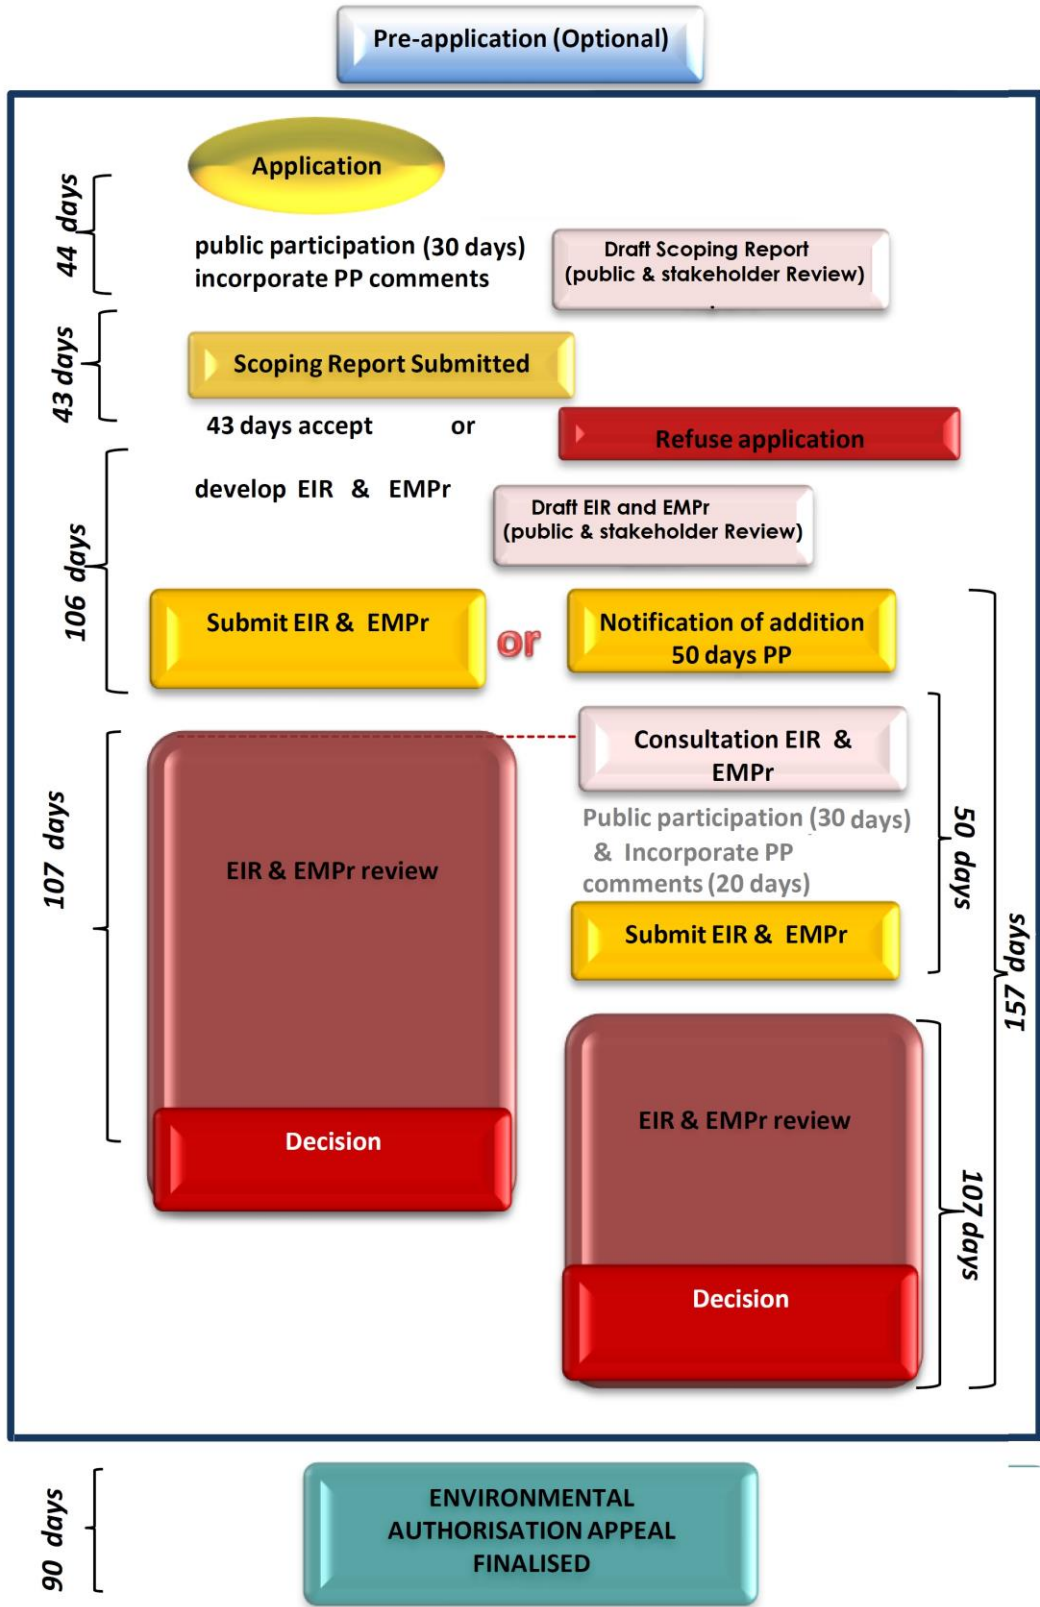 Pre-application (Optional)
Application
44 days
public participation (30 days)
incorporate PP comments
Draft Scoping Report
(public & stakeholder Review)
.
43 days
Scoping Report Submitted
43 days accept or
Refuse application
106 days
develop EIR & EMPr
Draft EIR and EMPr
(public & stakeholder Review)
Submit EIR & EMPr
or
Notification of addition
50 days PP
107 days
EIR & EMPr review
Decision
Consultation EIR &
EMPr
Public participation (30 days)
& Incorporate PP
comments (20 days)
Submit EIR & EMPr
50 days
157 days
EIR & EMPr review
Decision
107 days
90 days
ENVIRONMENTAL
AUTHORISATION APPEAL
FINALISED